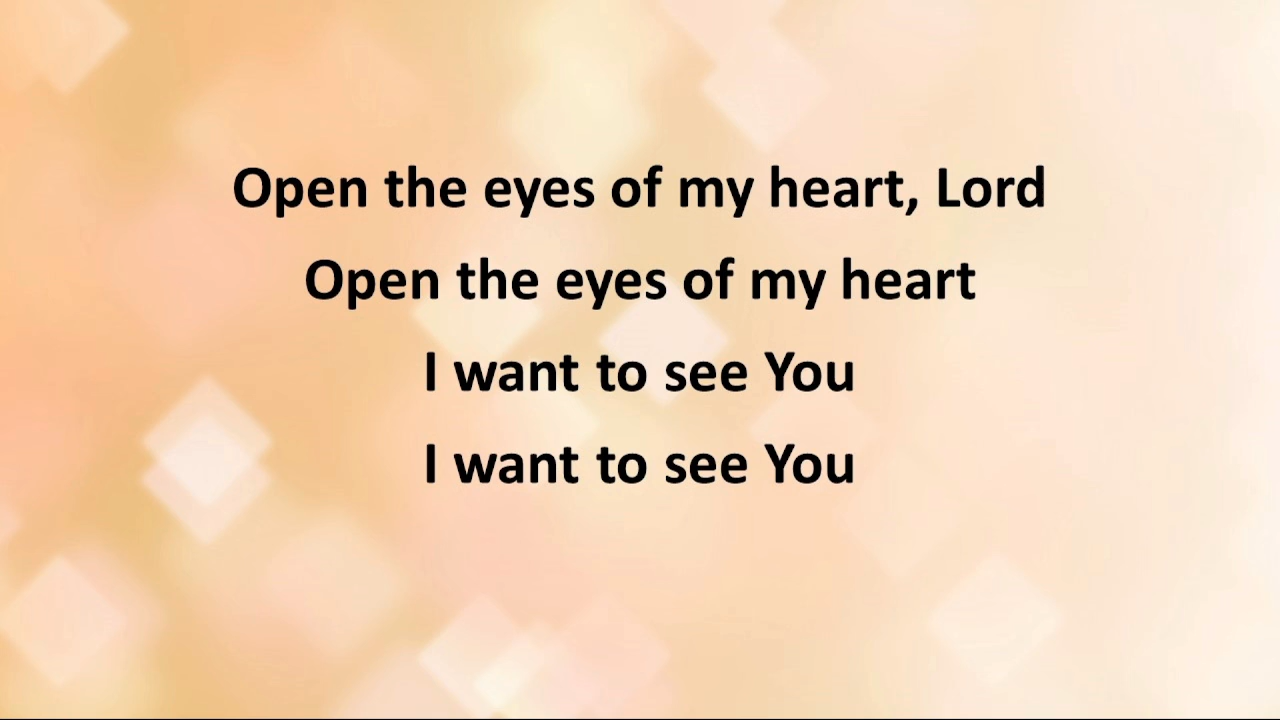 Open the eyes of my heart, Lord
Open the eyes of my heart
I want to see You
I want to see You